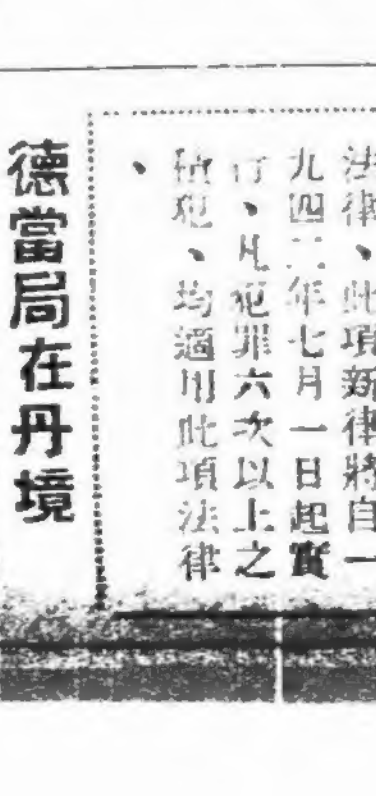 法律、此項新律將自一
九四二年七月一日起實
行、凡犯罪六次以上之
積犯、均適用此項法律
、
德當局在丹境